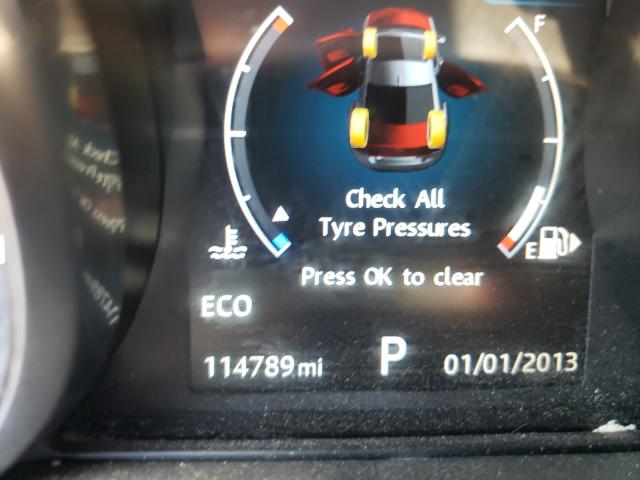 F
Check All
Tyre Pressures
E
Press OK to clear
ECO
114789mi
P
01/01/2013